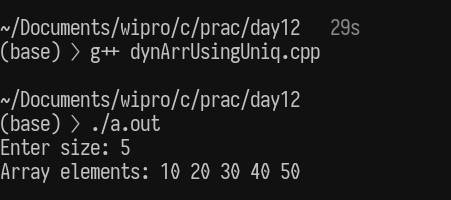 ~/Documents/wipro/c/prac/day12 29s
(base) > g++ dynArrUsingUniq.cpp
~/Documents/wipro/c/prac/day12
(base) > ./a.out
Enter size: 5
Array elements: 10 20 30 40 50